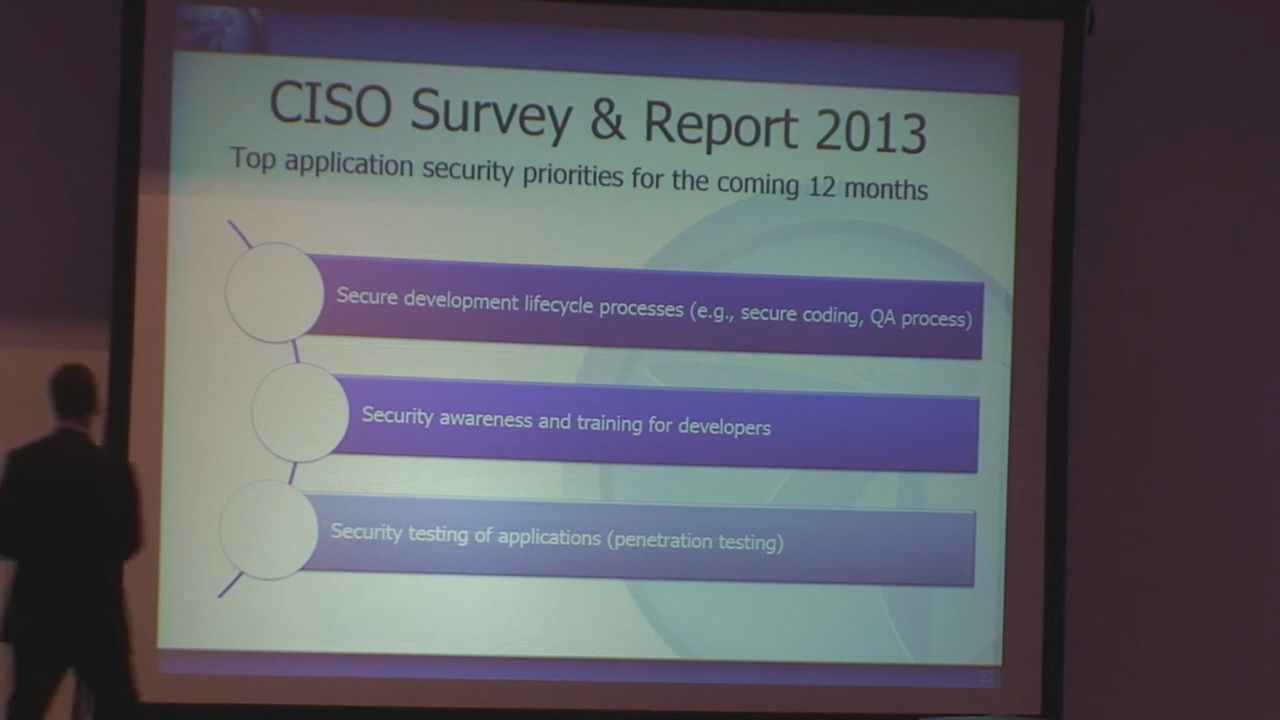 CISO Survey & Report 2013
Top application security priorities for the coming 12 months
Secure development lifecycle processes (e.g., secure coding, QA process)
Security awareness and training for developers
Security testing of applications (penetration testing)